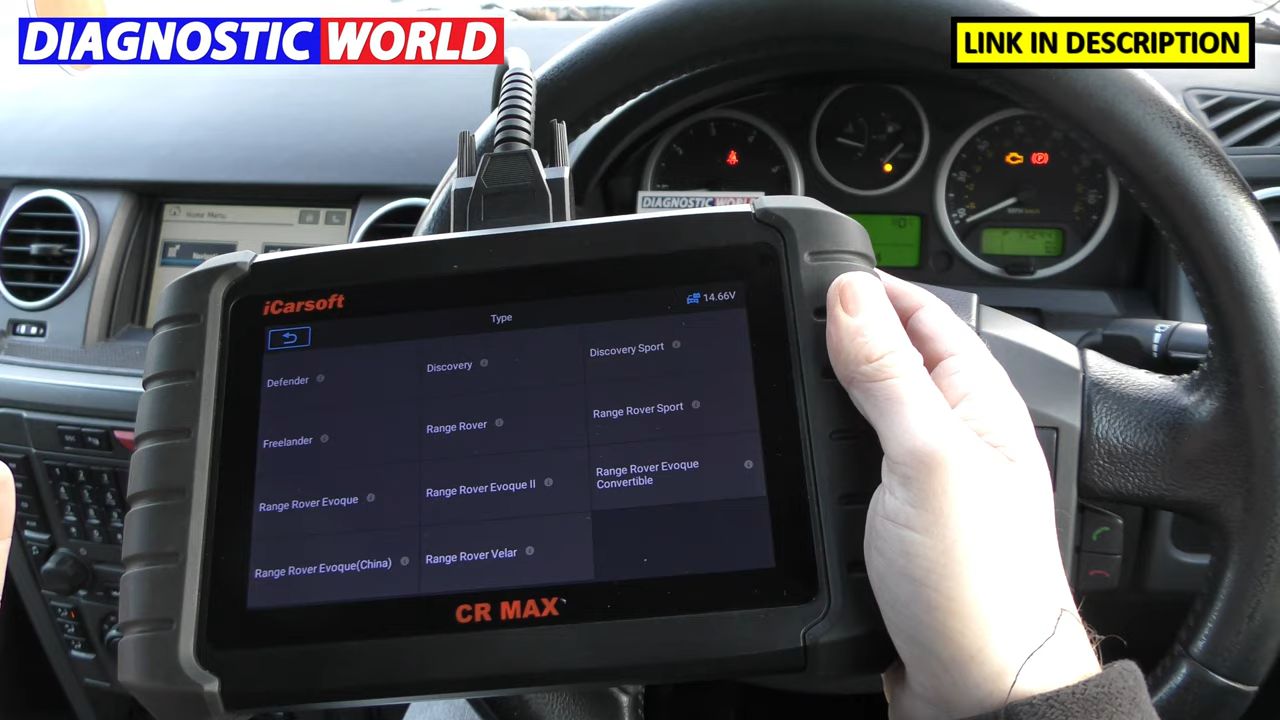 DIAGNOSTIC WORLD
LINK IN DESCRIPTION
Home Menu
DIAGNOSTIC WORLD
iCarsoft
14.66V
Type
Defender
Discovery
Discovery Sport
Freelander
Range Rover
Range Rover Sport
Range Rover Evoque
Range Rover Evoque II
Range Rover Evoque
Convertible
Range Rover Evoque(China)
Range Rover Velar
CR MAX